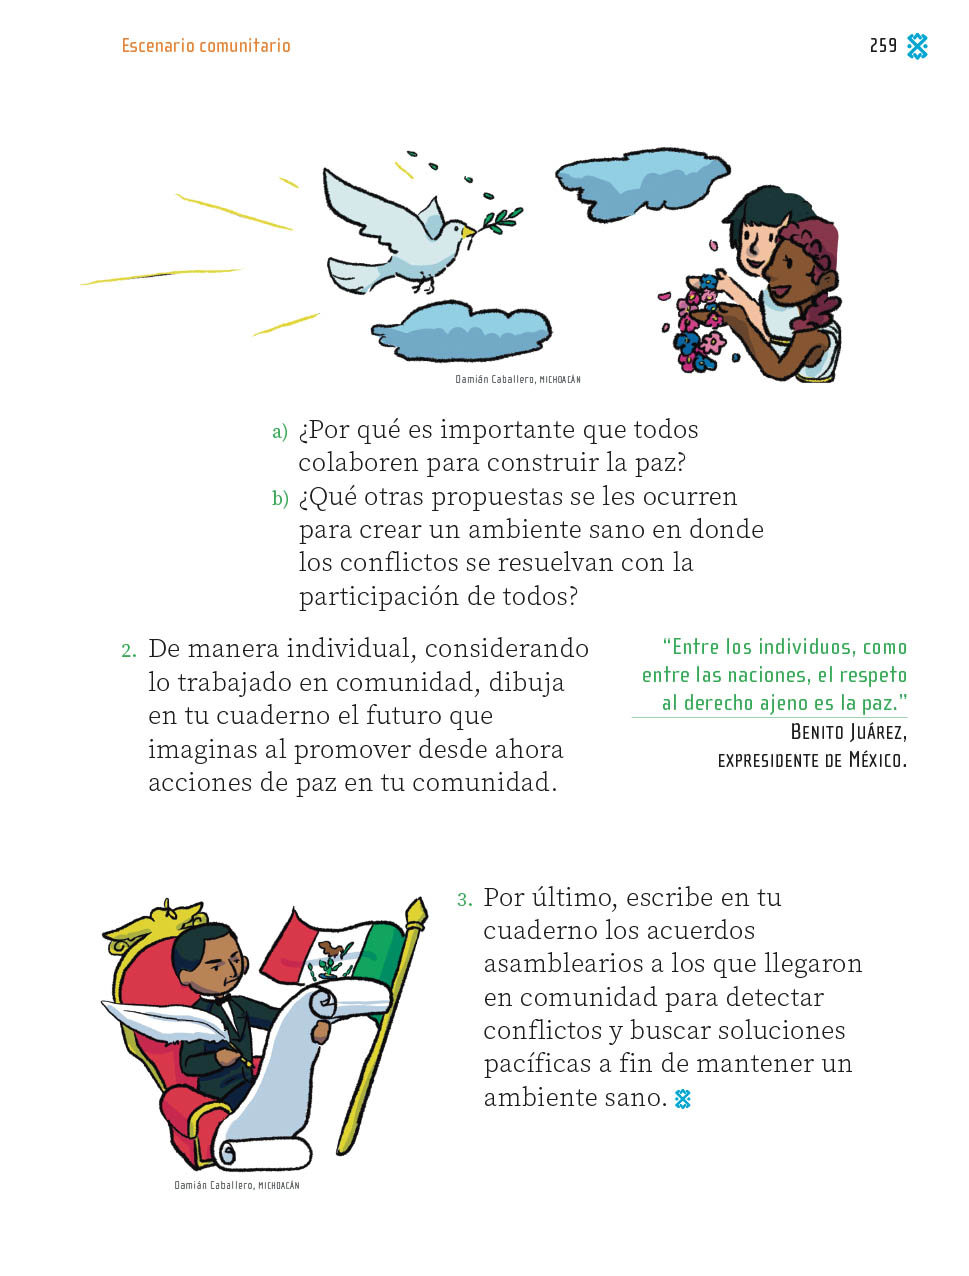 Escenario comunitario
259
Damián Caballero, MICHOACÁN
a) ¿Por qué es importante que todos
colaboren para construir la paz?
b) ¿Qué otras propuestas se les ocurren
para crear un ambiente sano en donde
los conflictos se resuelvan con la
participación de todos?
2. De manera individual, considerando
lo trabajado en comunidad, dibuja
en tu cuaderno el futuro que
imaginas al promover desde ahora
acciones de paz en tu comunidad.
“Entre los individuos, como
entre las naciones, el respeto
al derecho ajeno es la paz.”
Benito Juárez,
expresidente de México.
3. Por último, escribe en tu
cuaderno los acuerdos
asamblearios a los que llegaron
en comunidad para detectar
conflictos y buscar soluciones
pacíficas a fin de mantener un
ambiente sano.
Damián Caballero, MICHOACÁN